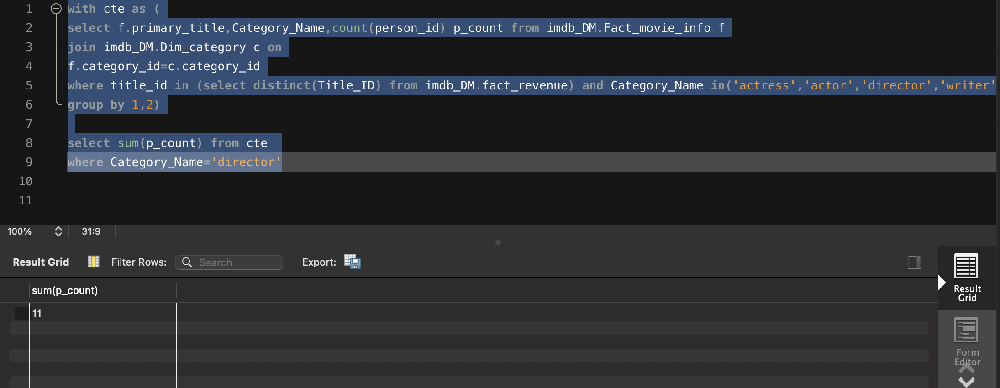 1 with cte as (
2 select f.primary_title,Category_Name,count(person_id) p_count from imdb_DM.Fact_movie_info f
3 join imdb_DM.Dim_category c on
4 f.category_id=c.category_id
5 where title_id in (select distinct(Title_ID) from imdb_DM.fact_revenue) and Category_Name in('actress','actor','director','writer'
6 group by 1,2)
7
8 select sum(p_count) from cte
9 where Category_Name='director'
10
11
100% 31:9
Result Grid Filter Rows: Search Export:
sum(p_count)
11
Result
Grid
Form
Editor